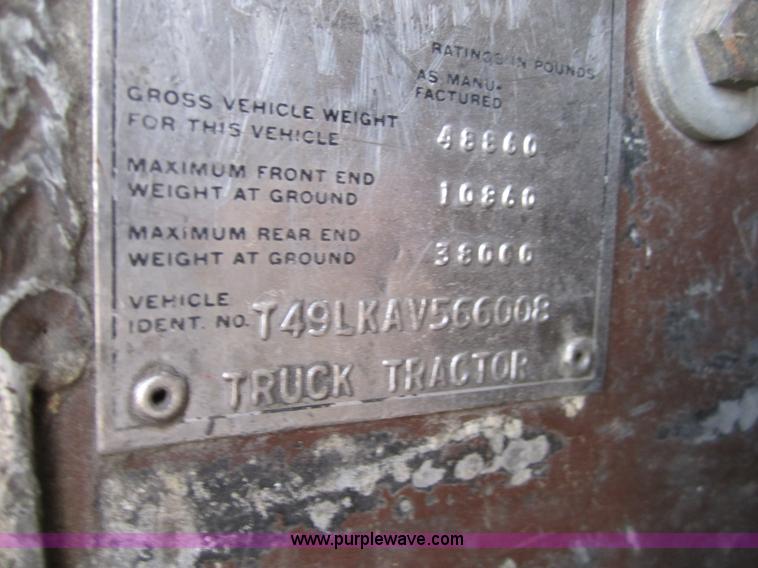 RATINGS IN POUNDS
AS MANU-
FACTURED
GROSS VEHICLE WEIGHT
FOR THIS VEHICLE 48860
MAXIMUM FRONT END
WEIGHT AT GROUND 10860
MAXIMUM REAR END
WEIGHT AT GROUND 38000
VEHICLE
IDENT. NO. T49LKAV566008
TRUCK TRACTOR
www.purplewave.com